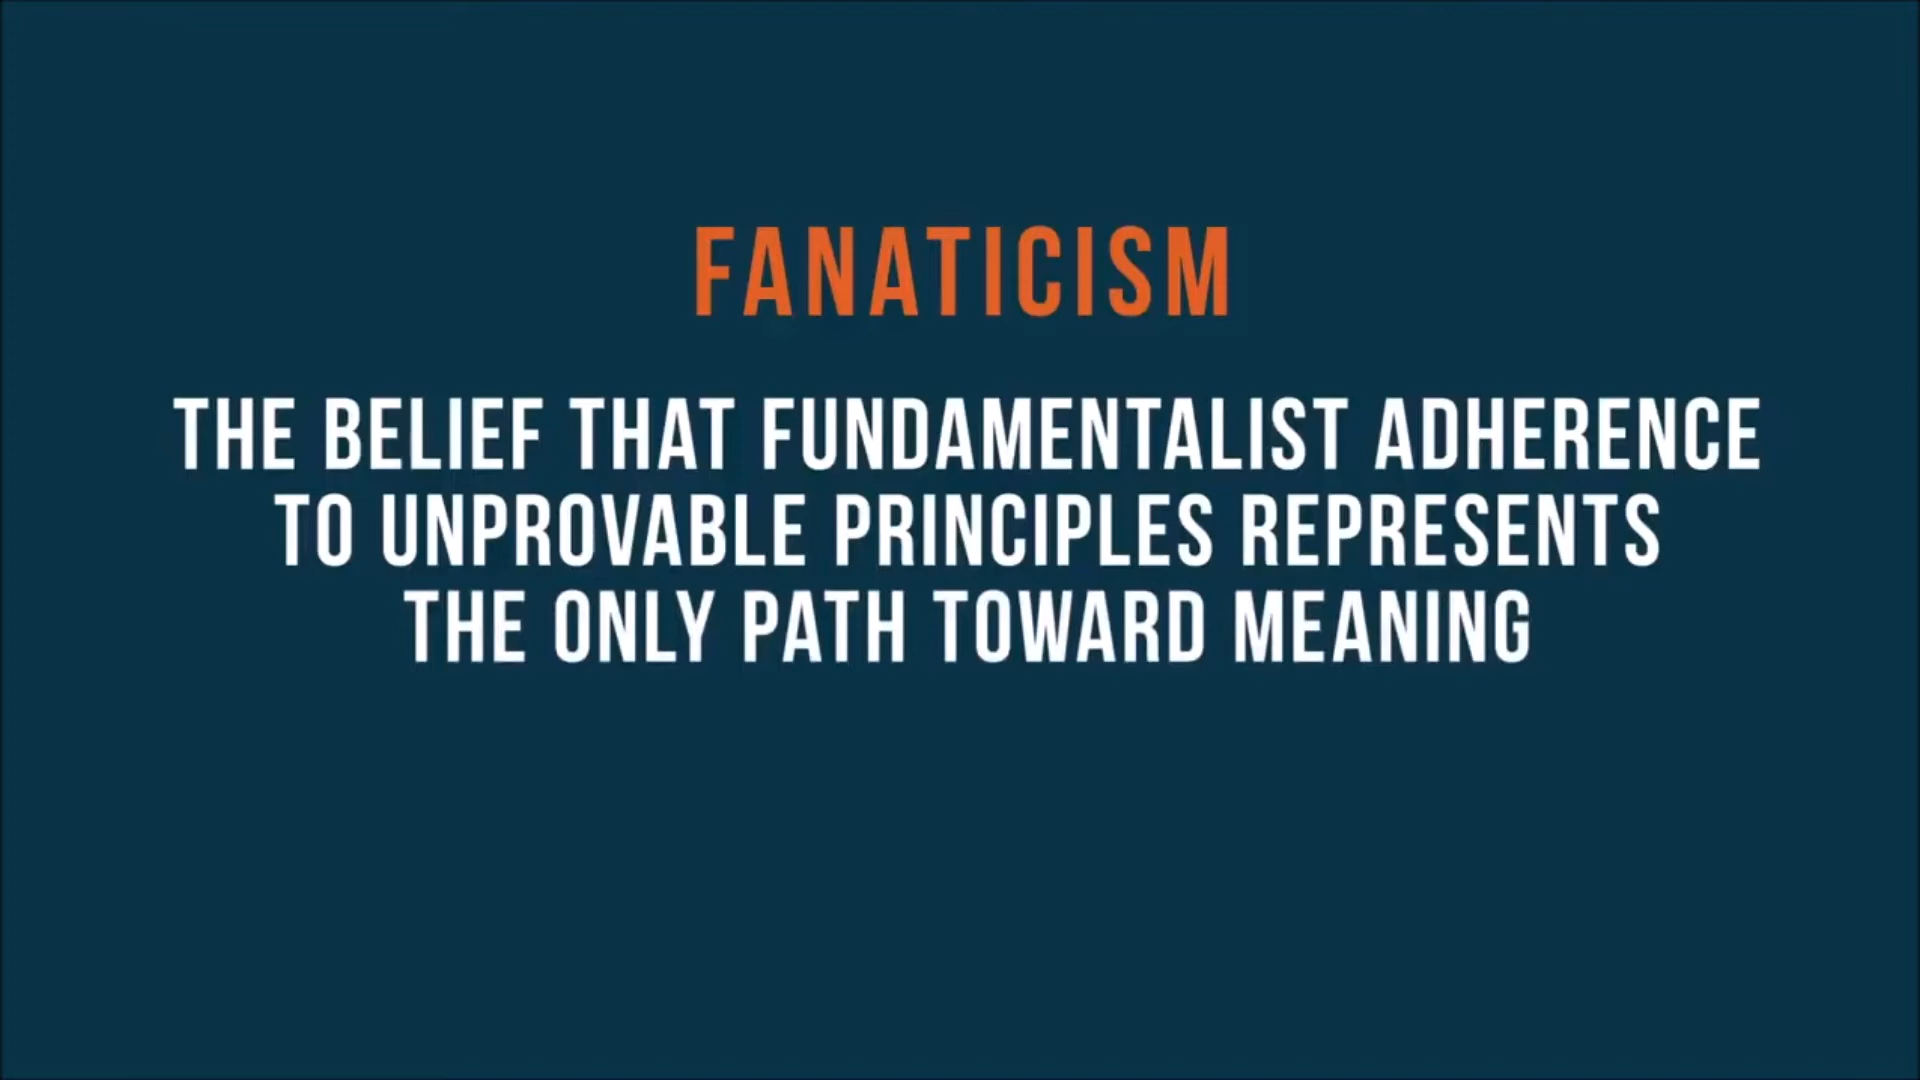 FANATICISM
THE BELIEF THAT FUNDAMENTALIST ADHERENCE
TO UNPROVABLE PRINCIPLES REPRESENTS
THE ONLY PATH TOWARD MEANING